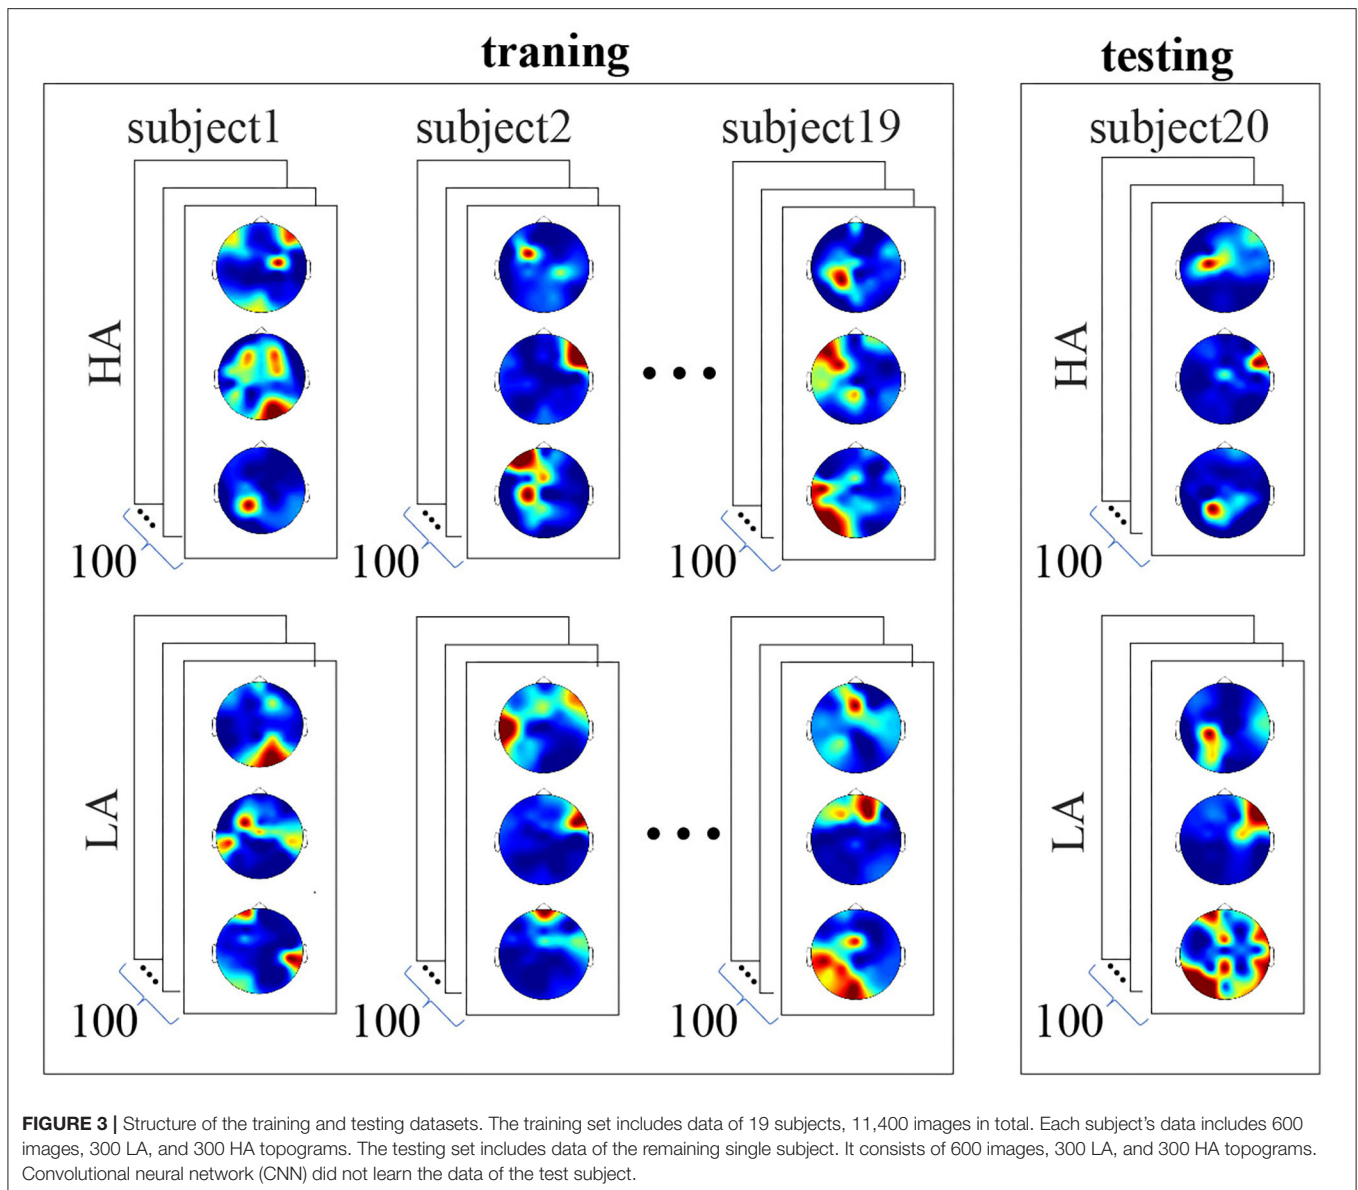 traning
testing
subject1
subject2
subject19
subject20
HA
HA
100
100
100
100
LA
LA
100
100
100
100
FIGURE 3 | Structure of the training and testing datasets. The training set includes data of 19 subjects, 11,400 images in total. Each subject's data includes 600
images, 300 LA, and 300 HA topograms. The testing set includes data of the remaining single subject. It consists of 600 images, 300 LA, and 300 HA topograms.
Convolutional neural network (CNN) did not learn the data of the test subject.